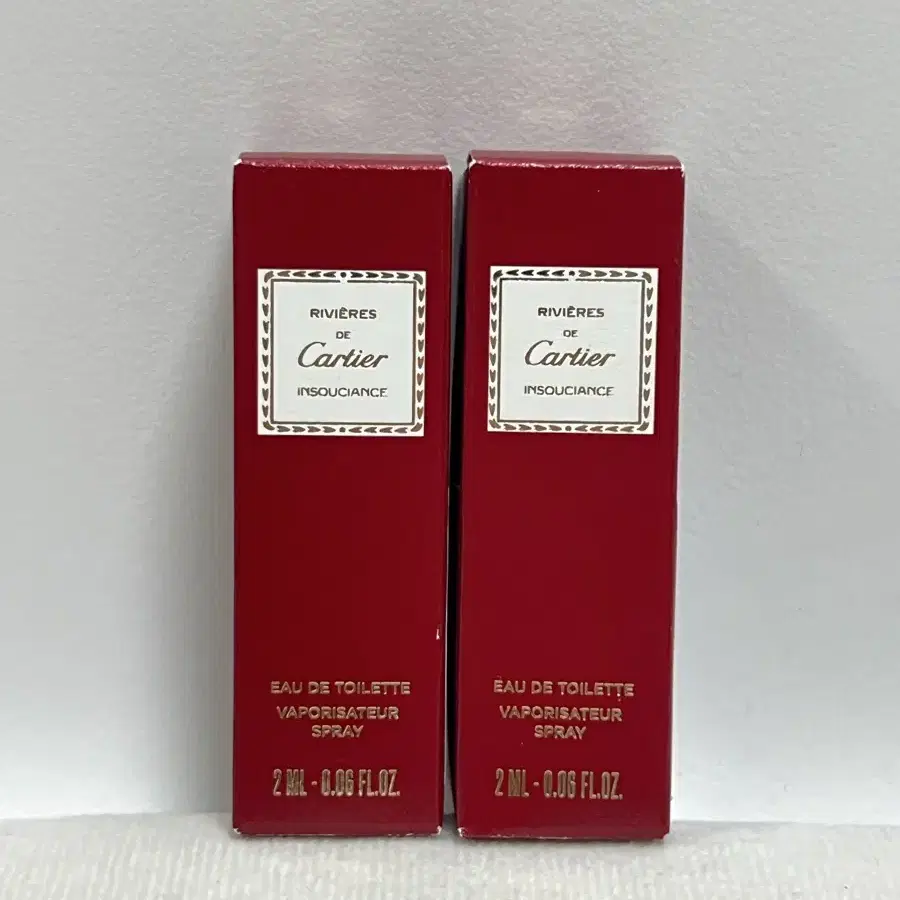 RIVIÈRES
DE
Cartier
INSOUCIANCE
EAU DE TOILETTE
VAPORISATEUR
SPRAY
2 ML - 0.06 FL.OZ.
RIVIÈRES
DE
Cartier
INSOUCIANCE
EAU DE TOILETTE
VAPORISATEUR
SPRAY
2 ML - 0.06 FL.OZ.